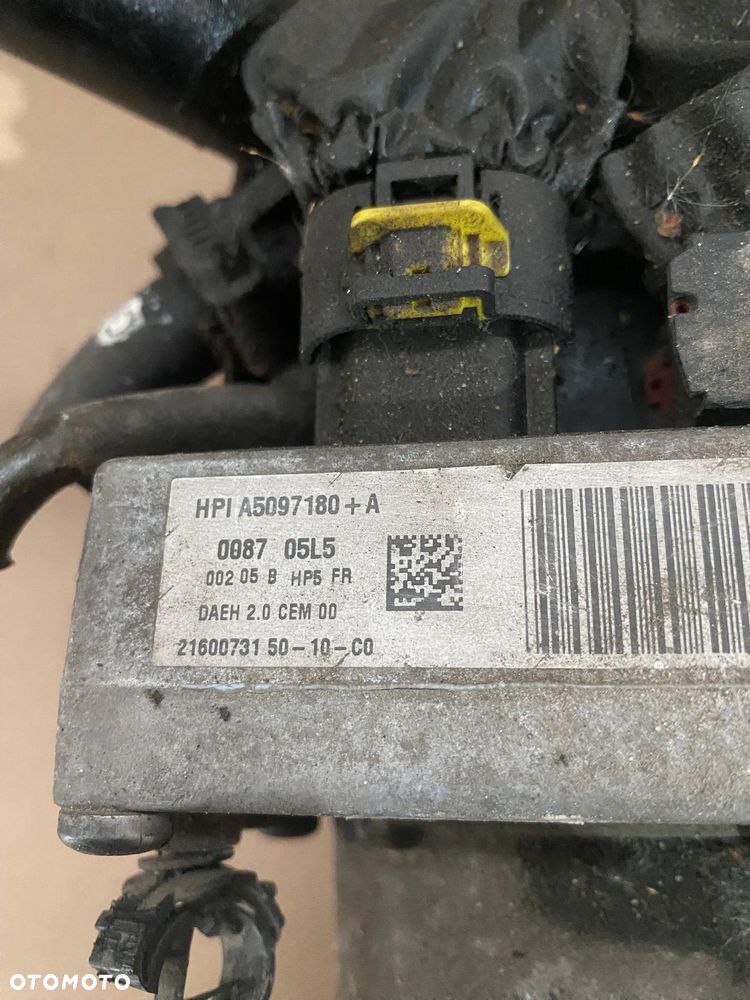 HPI A5097180+A
0087 05L5
002 05 B HP5 FR
DAEH 2.0 CEM 00
21600731 50-10-C0
OTOMOTO